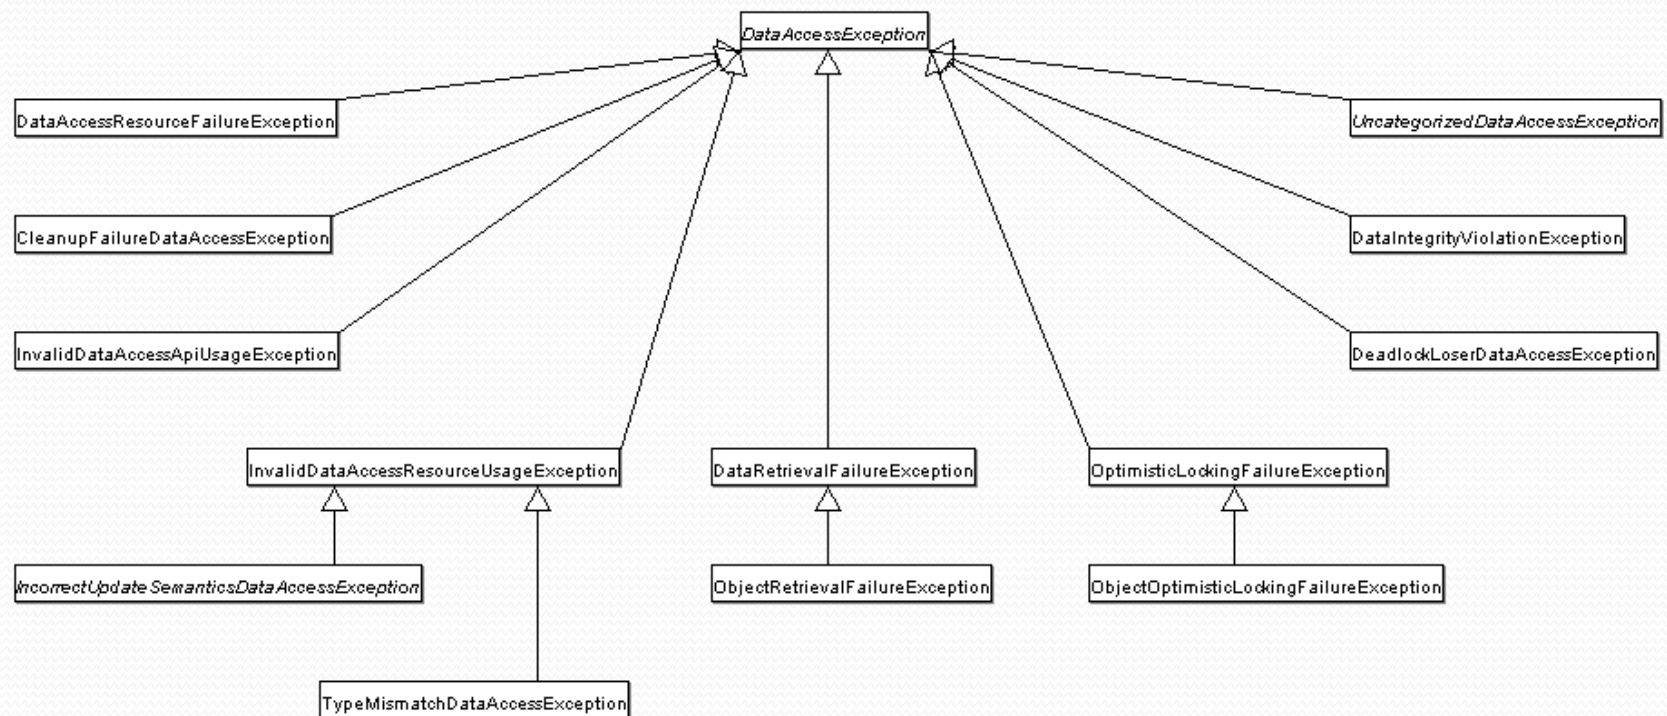 DataAccessException
DataAccessResourceFailureException
UncategorizedDataAccessException
CleanupFailureDataAccessException
DataIntegrityViolationException
InvalidDataAccessApiUsageException
DeadlockLoserDataAccessException
InvalidDataAccessResourceUsageException
DataRetrievalFailureException
OptimisticLockingFailureException
IncorrectUpdateSemanticsDataAccessException
ObjectRetrievalFailureException
ObjectOptimisticLockingFailureException
TypeMismatchDataAccessException